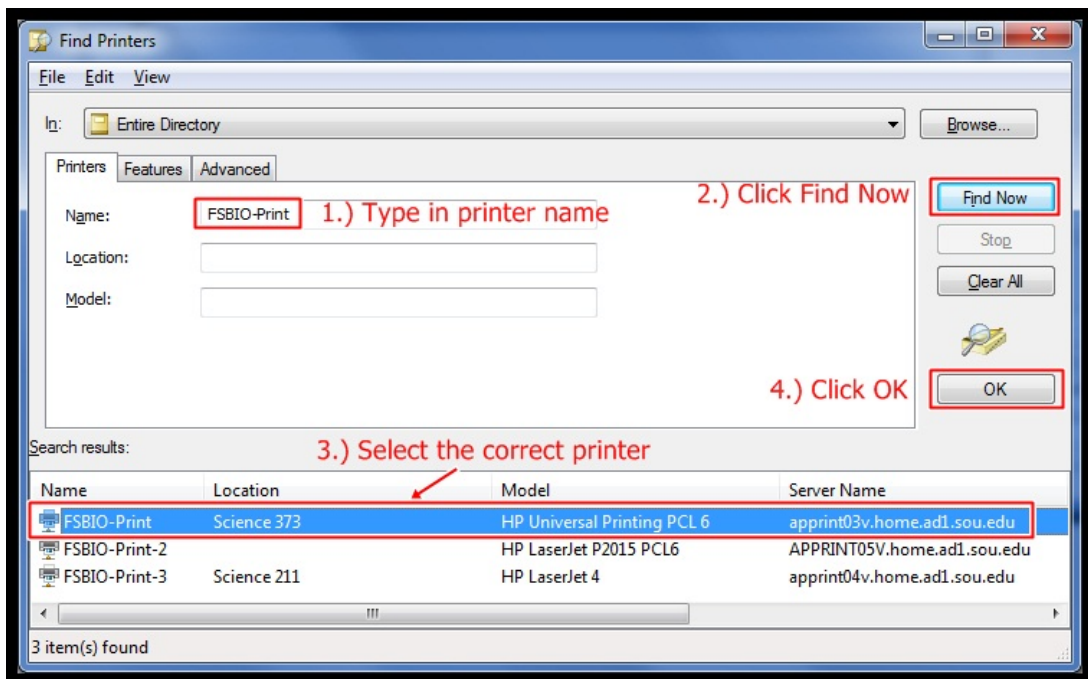 Find Printers
File Edit View
In: Entire Directory Browse...
Printers Features Advanced
2.) Click Find Now Find Now
Name: FSBIO-Print 1.) Type in printer name
Stop
Location:
Clear All
Model:
4.) Click OK OK
Search results:
3.) Select the correct printer
Name Location Model Server Name
FSBIO-Print Science 373 HP Universal Printing PCL 6 apprint03v.home.ad1.sou.edu
FSBIO-Print-2 HP LaserJet P2015 PCL6 APPRINT05V.home.ad1.sou.edu
FSBIO-Print-3 Science 211 HP LaserJet 4 apprint04v.home.ad1.sou.edu
3 item(s) found